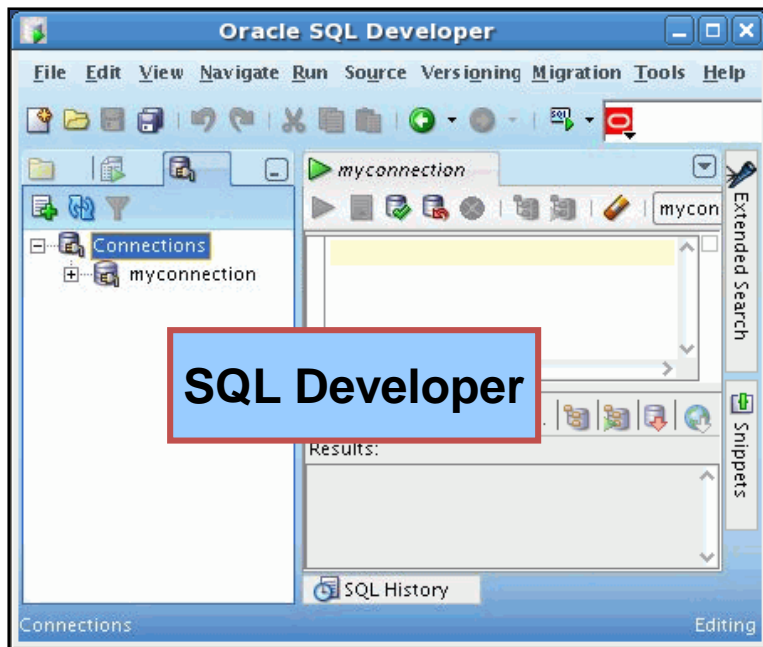 Oracle SQL Developer
File Edit View Navigate Run Source Versioning Migration Tools Help
myconnection
mycon
Connections
myconnection
SQL Developer
Results:
SQL History
Extended Search
Snippets
Connections
Editing